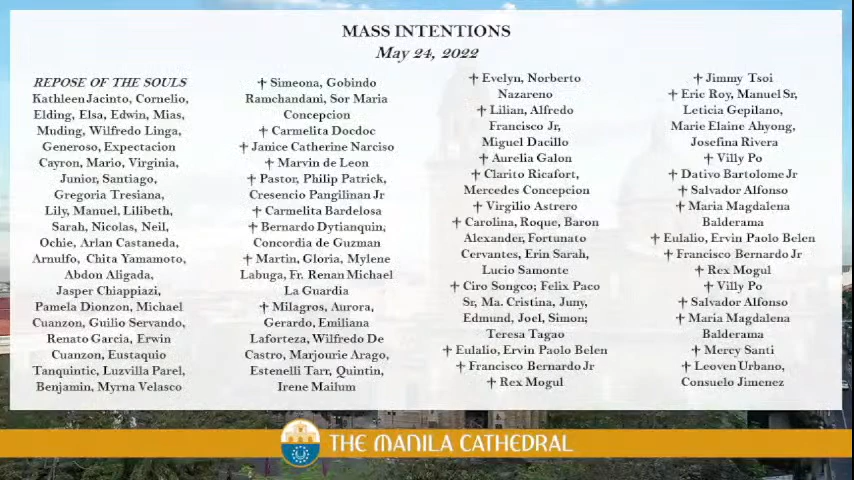 MASS INTENTIONS
May 24, 2022
REPOSE OF THE SOULS
Kathleen Jacinto, Cornelio,
Elding, Elsa, Edwin, Mias,
Muding, Wilfredo Linga,
Generoso, Expectacion
Cayron, Mario, Virginia,
Junior, Santiago,
Gregoria Tresiana,
Lily, Manuel, Lilibeth,
Sarah, Nicolas, Neil,
Ochie, Arlan Castaneda,
Arnulfo, Chita Yamamoto,
Abdon Aligada,
Jasper Chiappiazi,
Pamela Dionzon, Michael
Cuanzon, Guilio Servando,
Renato Garcia, Erwin
Cuanzon, Eustaquio
Tanquintic, Luzvilla Parel,
Benjamin, Myrna Velasco
✝ Simeona, Gobindo
Ramchandani, Sor Maria
Concepcion
✝ Carmelita Docdoc
✝ Janice Catherine Narciso
✝ Marvin de Leon
✝ Pastor, Philip Patrick,
Cresencio Pangilinan Jr
✝ Carmelita Bardelosa
✝ Bernardo Dytianquin,
Concordia de Guzman
✝ Martin, Gloria, Mylene
Labuga, Fr. Renan Michael
La Guardia
✝ Milagros, Aurora,
Gerardo, Emiliana
Laforteza, Wilfredo De
Castro, Marjourie Arago,
Estenelli Tarr, Quintin,
Irene Mailum
✝ Evelyn, Norberto
Nazareno
✝ Lilian, Alfredo
Francisco Jr,
Miguel Dacillo
✝ Aurelia Galon
✝ Clarito Ricafort,
Mercedes Concepcion
✝ Virgilio Astrero
✝ Carolina, Roque, Baron
Alexander, Fortunato
Cervantes, Erin Sarah,
Lucio Samonte
✝ Ciro Songco; Felix Paco
Sr, Ma. Cristina, Juny,
Edmund, Joel, Simon;
Teresa Tagao
✝ Eulalio, Ervin Paolo Belen
✝ Francisco Bernardo Jr
✝ Rex Mogul
✝ Jimmy Tsoi
✝ Eric Roy, Manuel Sr,
Leticia Gepilano,
Marie Elaine Ahyong,
Josefina Rivera
✝ Villy Po
✝ Dativo Bartolome Jr
✝ Salvador Alfonso
✝ Maria Magdalena
Balderama
✝ Eulalio, Ervin Paolo Belen
✝ Francisco Bernardo Jr
✝ Rex Mogul
✝ Villy Po
✝ Salvador Alfonso
✝ Maria Magdalena
Balderama
✝ Mercy Santi
✝ Leoven Urbano,
Consuelo Jimenez
THE MANILA CATHEDRAL